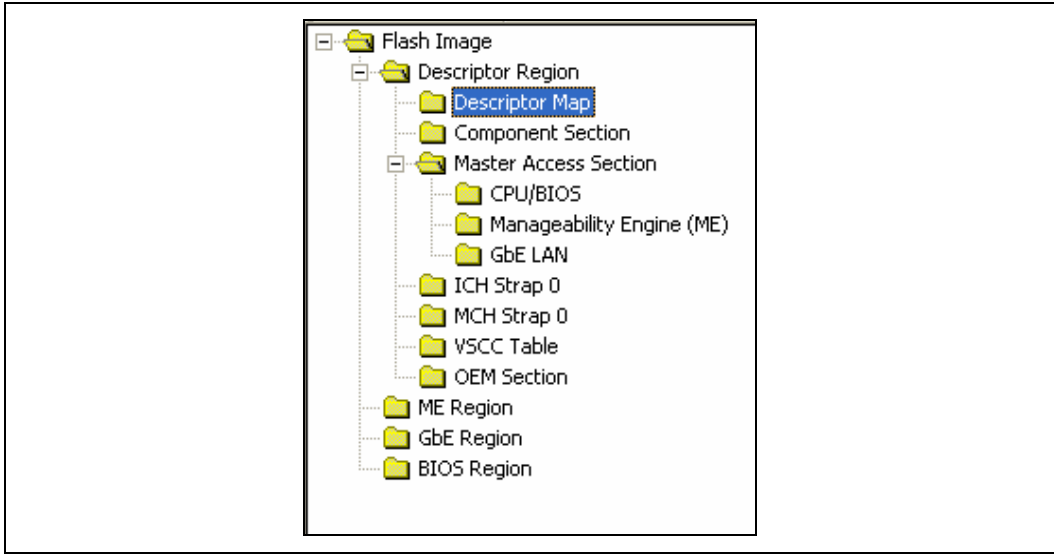 Flash Image
Descriptor Region
Descriptor Map
Component Section
Master Access Section
CPU/BIOS
Manageability Engine (ME)
GbE LAN
ICH Strap 0
MCH Strap 0
VSCC Table
OEM Section
ME Region
GbE Region
BIOS Region